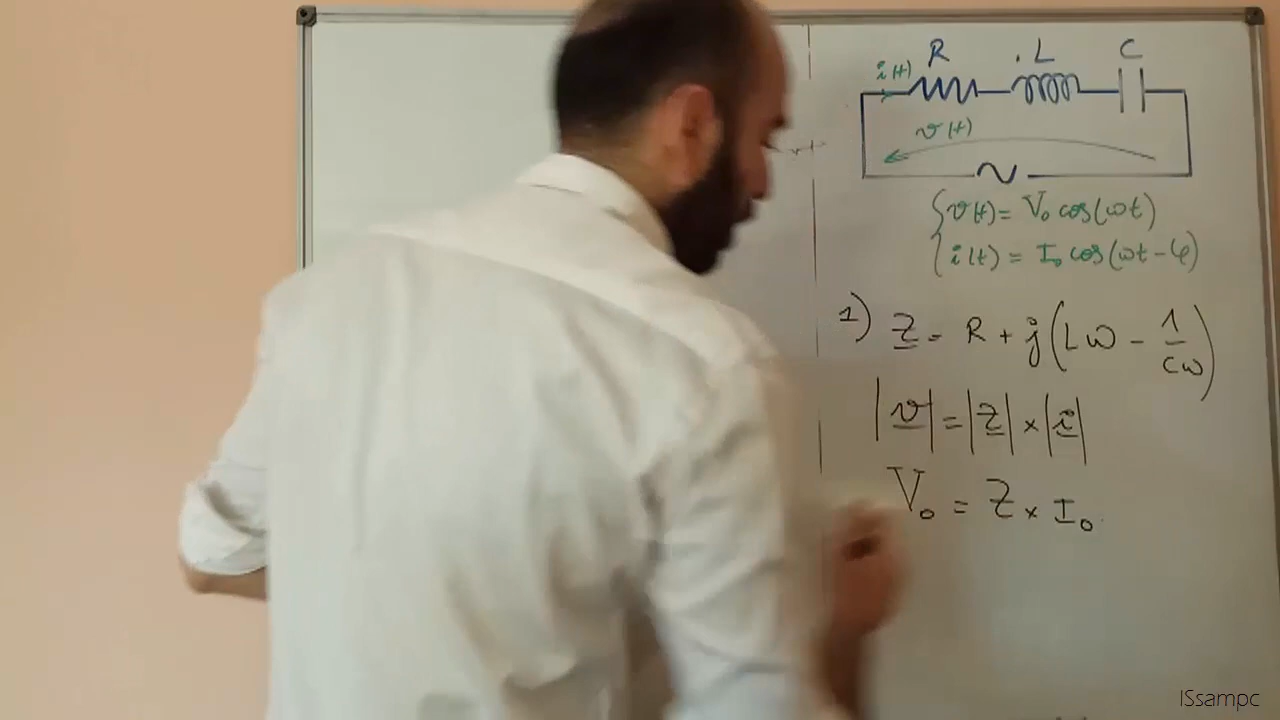 R L C
i(t)
v(t)
v(t) = V₀ cos(ωt)
i(t) = I₀ cos(ωt - φ)
1) Z = R + j(Lω - 1/Cω)
|v| = |Z| × |i|
V₀ = Z × I₀
ISsampc